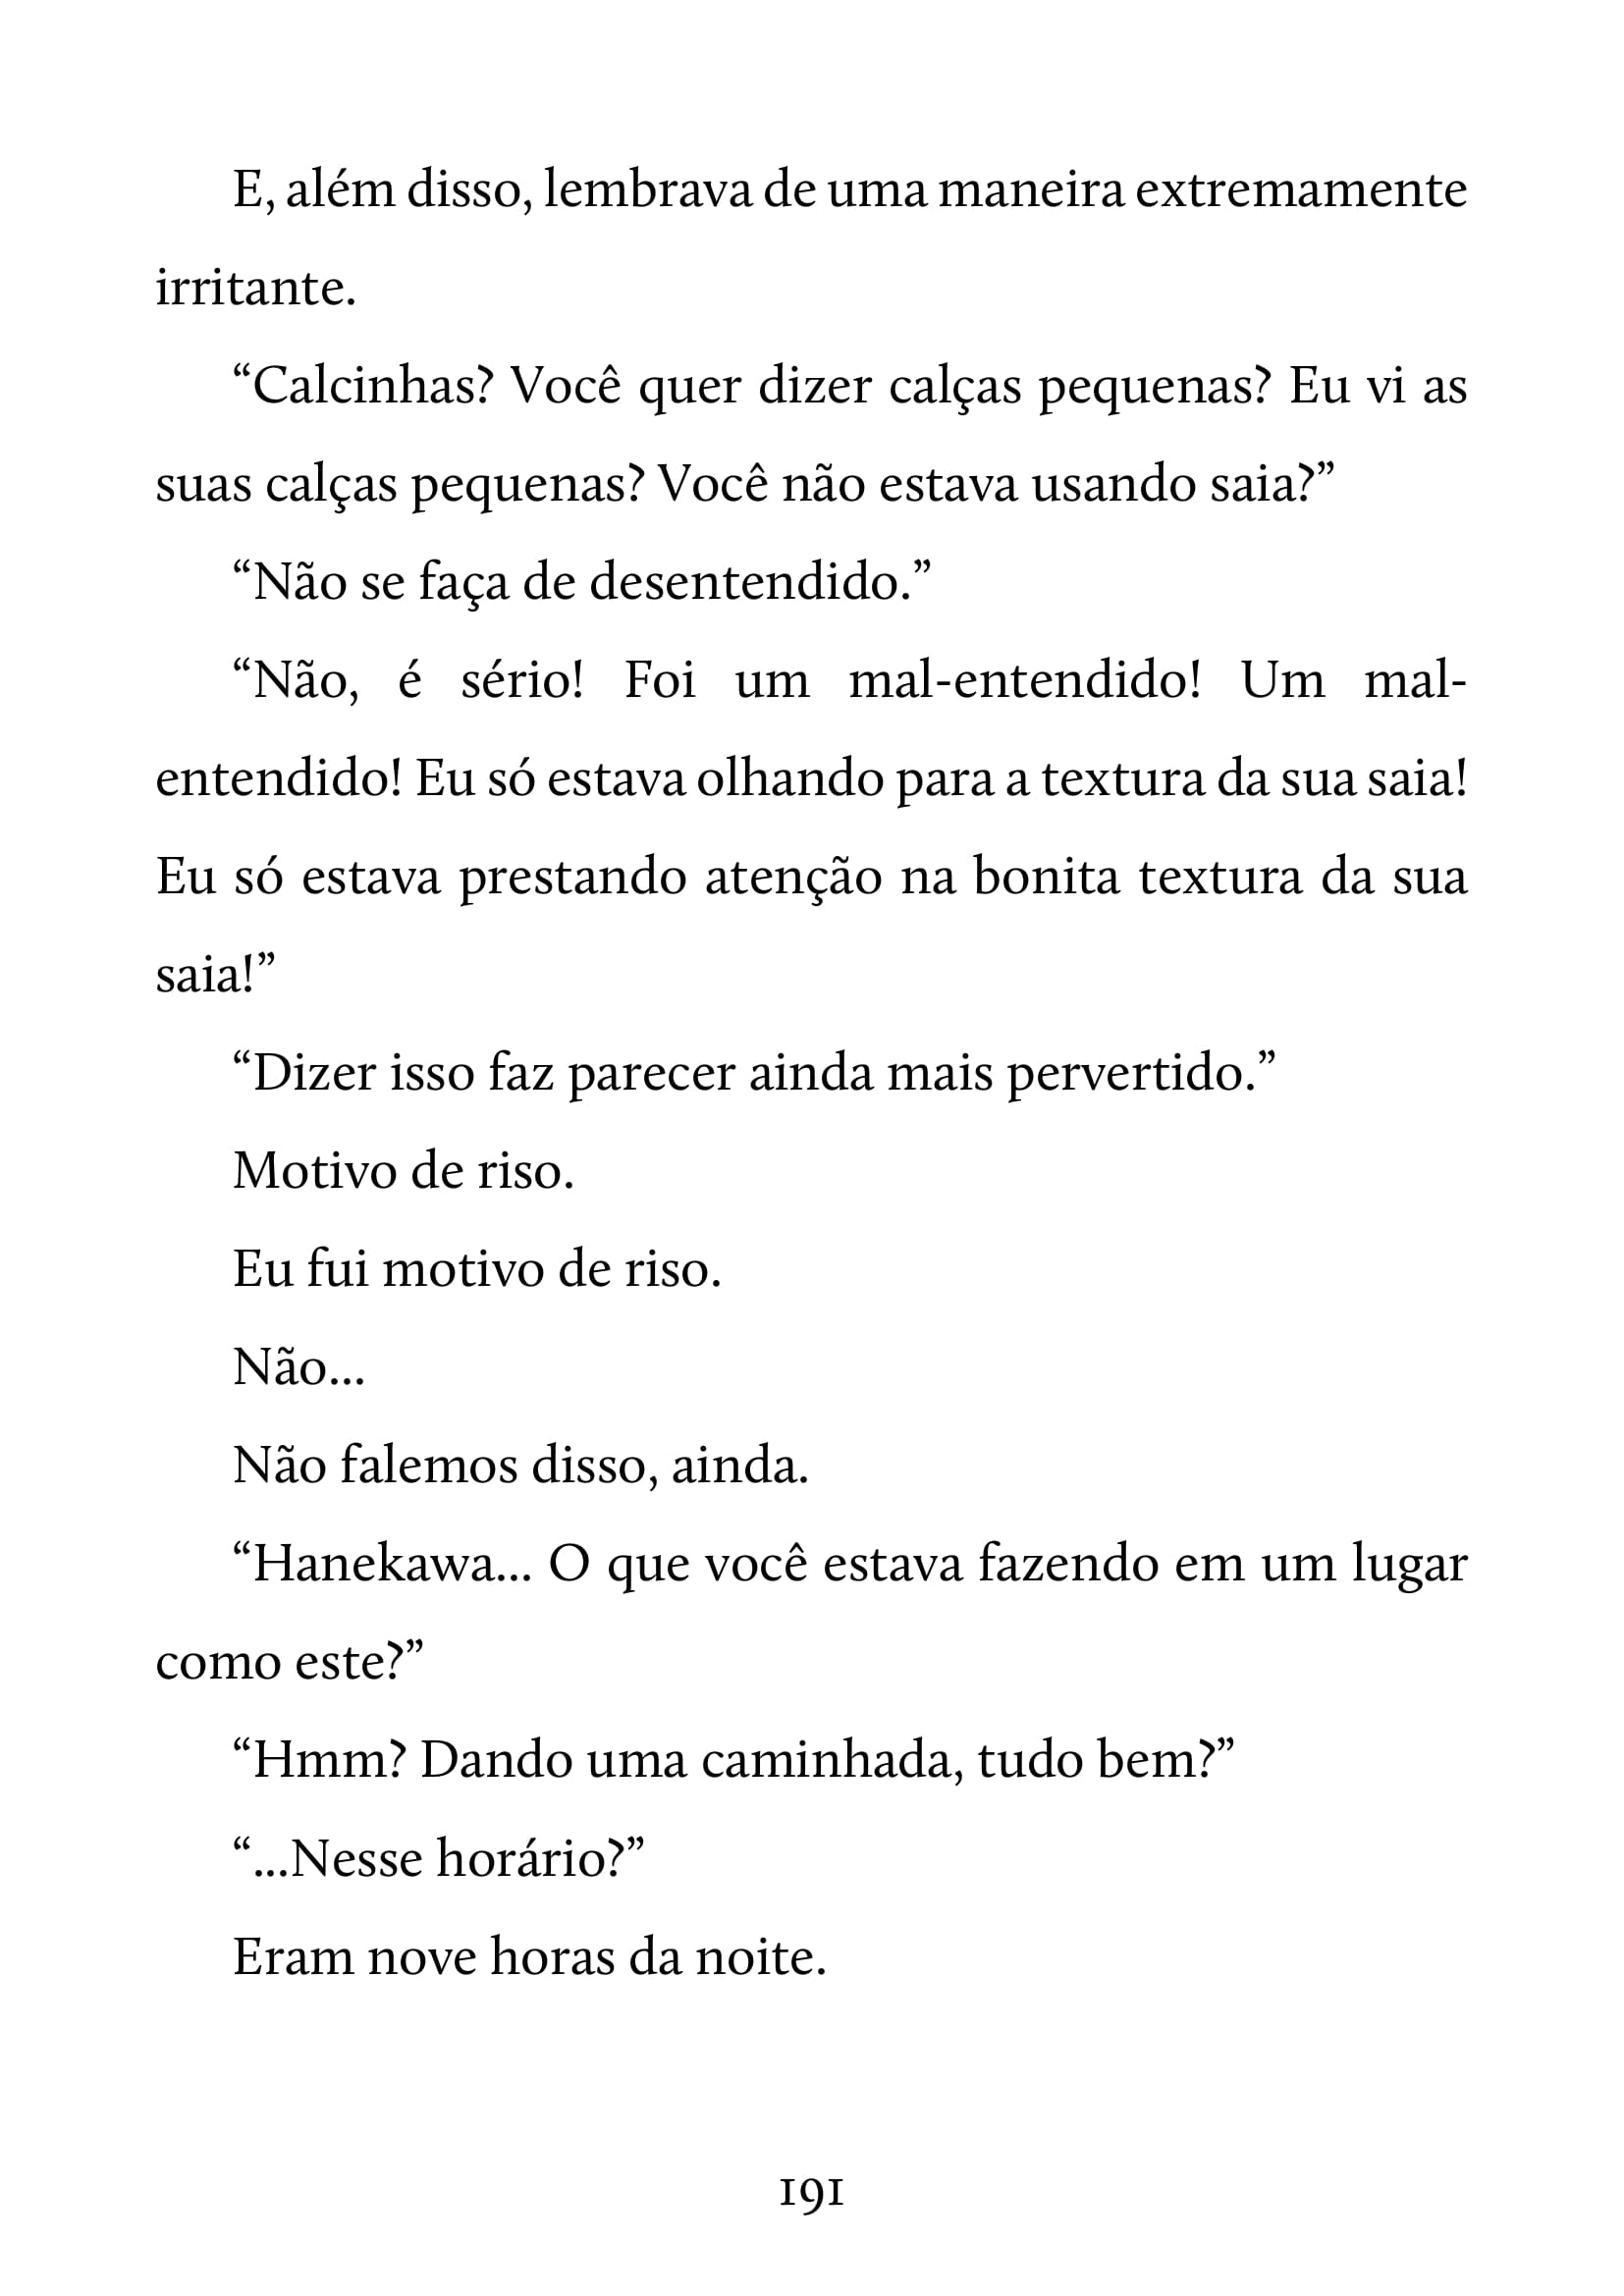 E, além disso, lembrava de uma maneira extremamente
irritante.
“Calcinhas? Você quer dizer calças pequenas? Eu vi as
suas calças pequenas? Você não estava usando saia?”
“Não se faça de desentendido.”
“Não, é sério! Foi um mal-entendido! Um mal-
entendido! Eu só estava olhando para a textura da sua saia!
Eu só estava prestando atenção na bonita textura da sua
saia!”
“Dizer isso faz parecer ainda mais pervertido.”
Motivo de riso.
Eu fui motivo de riso.
Não...
Não falemos disso, ainda.
“Hanekawa... O que você estava fazendo em um lugar
como este?”
“Hmm? Dando uma caminhada, tudo bem?”
“...Nesse horário?”
Eram nove horas da noite.
191